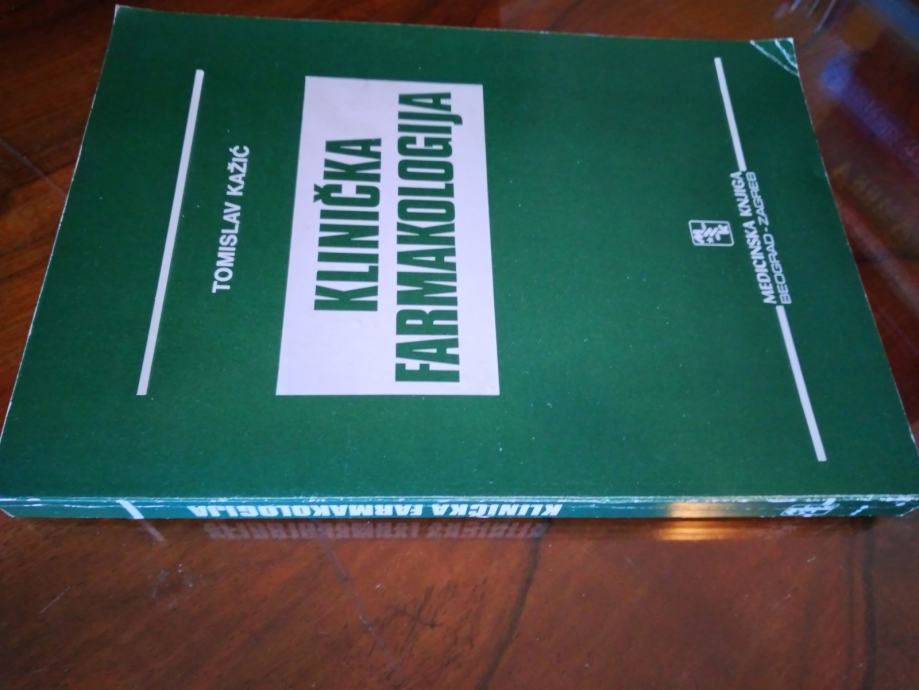 TOMISLAV KAŽIĆ
KLINIČKA
FARMAKOLOGIJA
MEDICINSKA KNJIGA
BEOGRAD - ZAGREB
KLINIČKA FARMAKOLOGIJA